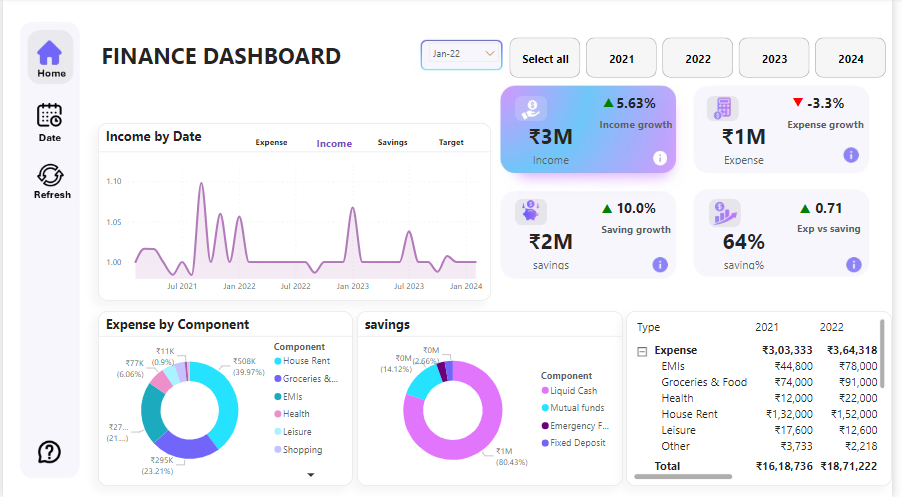 Home
Date
Refresh
FINANCE DASHBOARD
Jan-22
Select all
2021
2022
2023
2024
Income by Date
Expense
Income
Savings
Target
1.10
1.05
1.00
Jul 2021
Jan 2022
Jul 2022
Jan 2023
Jul 2023
Jan 2024
₹3M
Income
5.63%
Income growth
₹1M
Expense
-3.3%
Expense growth
₹2M
savings
10.0%
Saving growth
64%
saving%
0.71
Exp vs saving
Expense by Component
₹11K
(0.9%)
₹77K
(6.06%)
₹27...
(21....)
₹295K
(23.21%)
₹508K
(39.97%)
Component
House Rent
Groceries &...
EMIs
Health
Leisure
Shopping
savings
₹0M
(2.66%)
₹0M
(14.12%)
₹1M
(80.43%)
Component
Liquid Cash
Mutual funds
Emergency F...
Fixed Deposit
Type 2021 2022
Expense ₹3,03,333 ₹3,64,318
EMIs ₹44,800 ₹78,000
Groceries & Food ₹74,000 ₹91,000
Health ₹12,000 ₹22,000
House Rent ₹1,32,000 ₹1,52,000
Leisure ₹17,600 ₹12,600
Other ₹3,733 ₹2,218
Total ₹16,18,736 ₹18,71,222